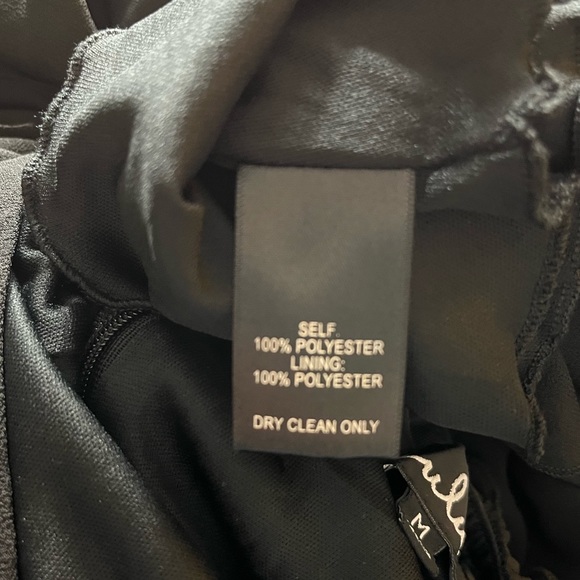 SELF:
100% POLYESTER
LINING:
100% POLYESTER
DRY CLEAN ONLY
M